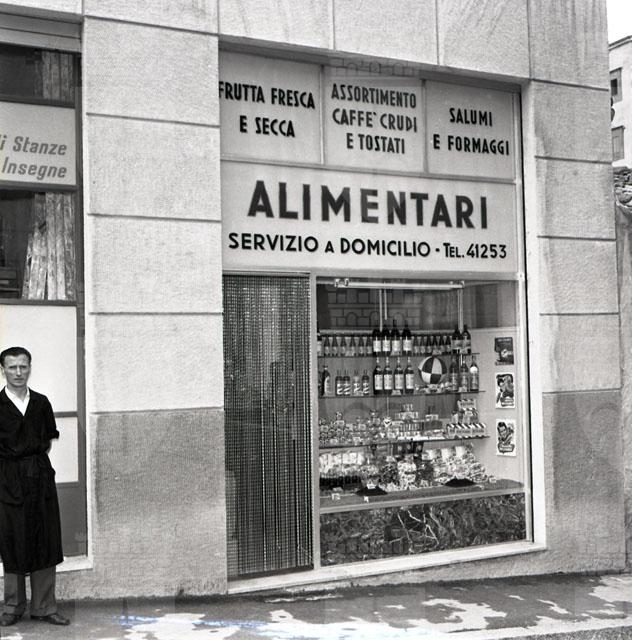 i Stanze
Insegne
FRUTTA FRESCA
E SECCA
ASSORTIMENTO
CAFFE' CRUDI
E TOSTATI
SALUMI
E FORMAGGI
ALIMENTARI
SERVIZIO A DOMICILIO - TEL. 41253